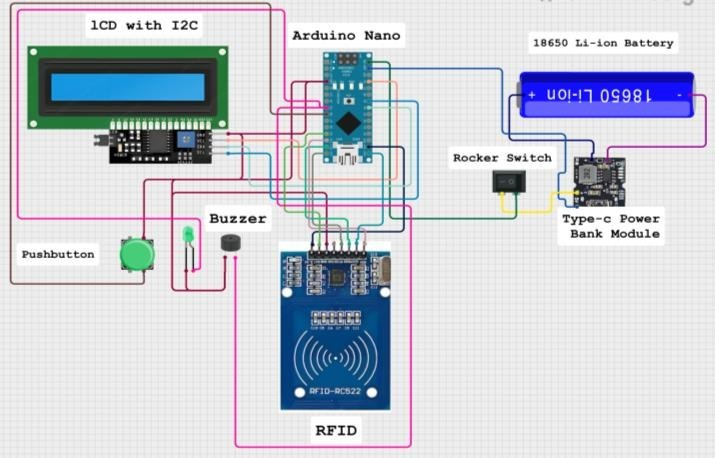 lCD with I2C
Arduino Nano
18650 Li-ion Battery
+ 18650 Li-ion -
Rocker Switch
Type-c Power
Bank Module
Buzzer
Pushbutton
RFID-RC522
RFID